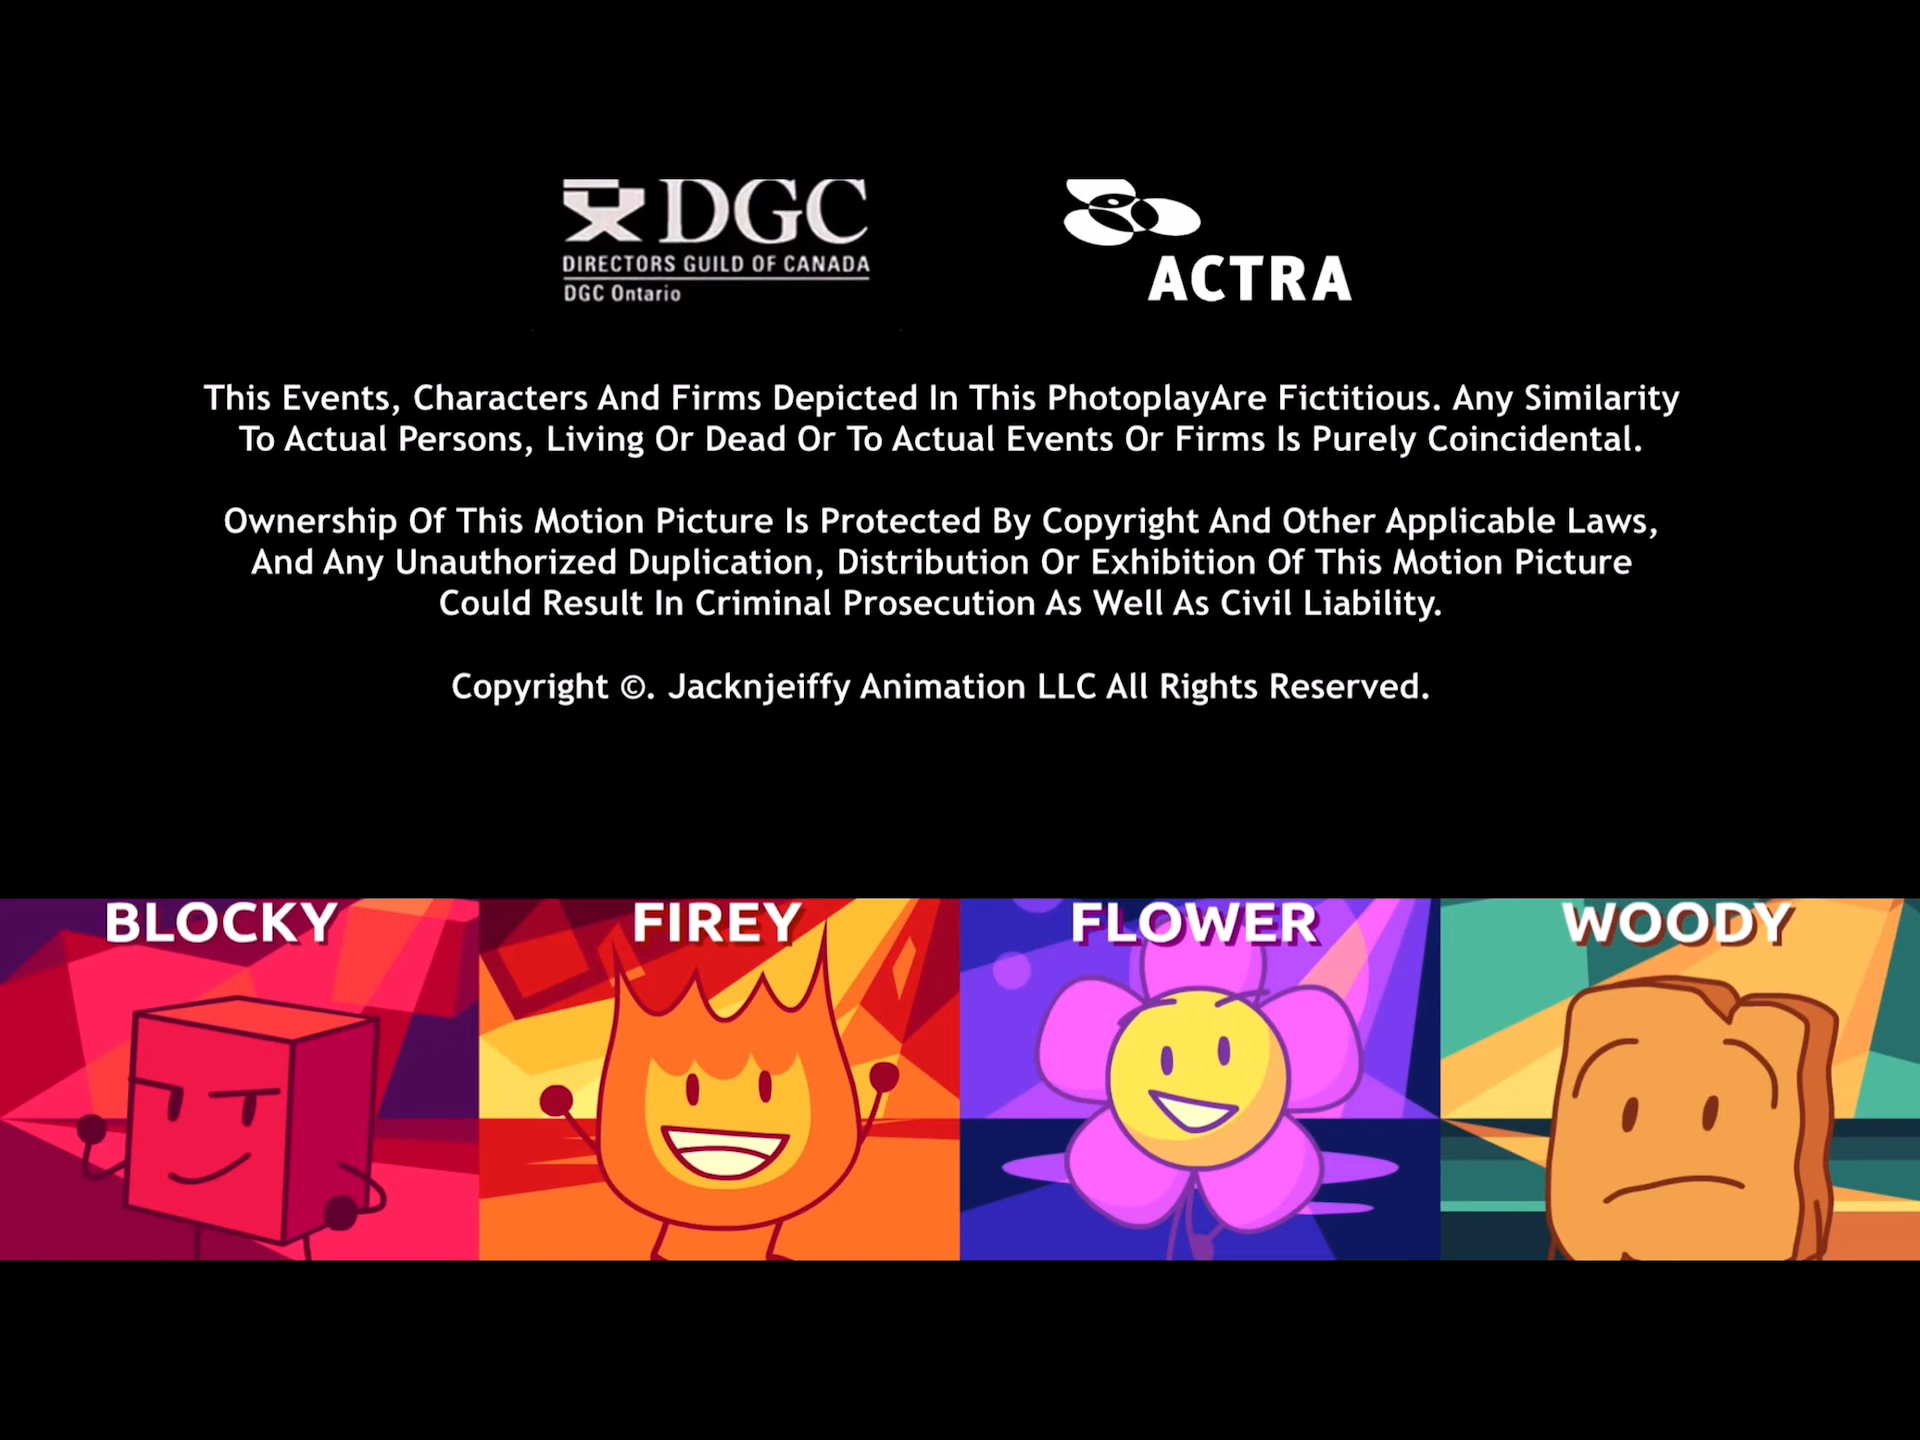 DGC
DIRECTORS GUILD OF CANADA
DGC Ontario
ACTRA
This Events, Characters And Firms Depicted In This PhotoplayAre Fictitious. Any Similarity
To Actual Persons, Living Or Dead Or To Actual Events Or Firms Is Purely Coincidental.
Ownership Of This Motion Picture Is Protected By Copyright And Other Applicable Laws,
And Any Unauthorized Duplication, Distribution Or Exhibition Of This Motion Picture
Could Result In Criminal Prosecution As Well As Civil Liability.
Copyright ©. Jacknjeiffy Animation LLC All Rights Reserved.
BLOCKY
FIREY
FLOWER
WOODY